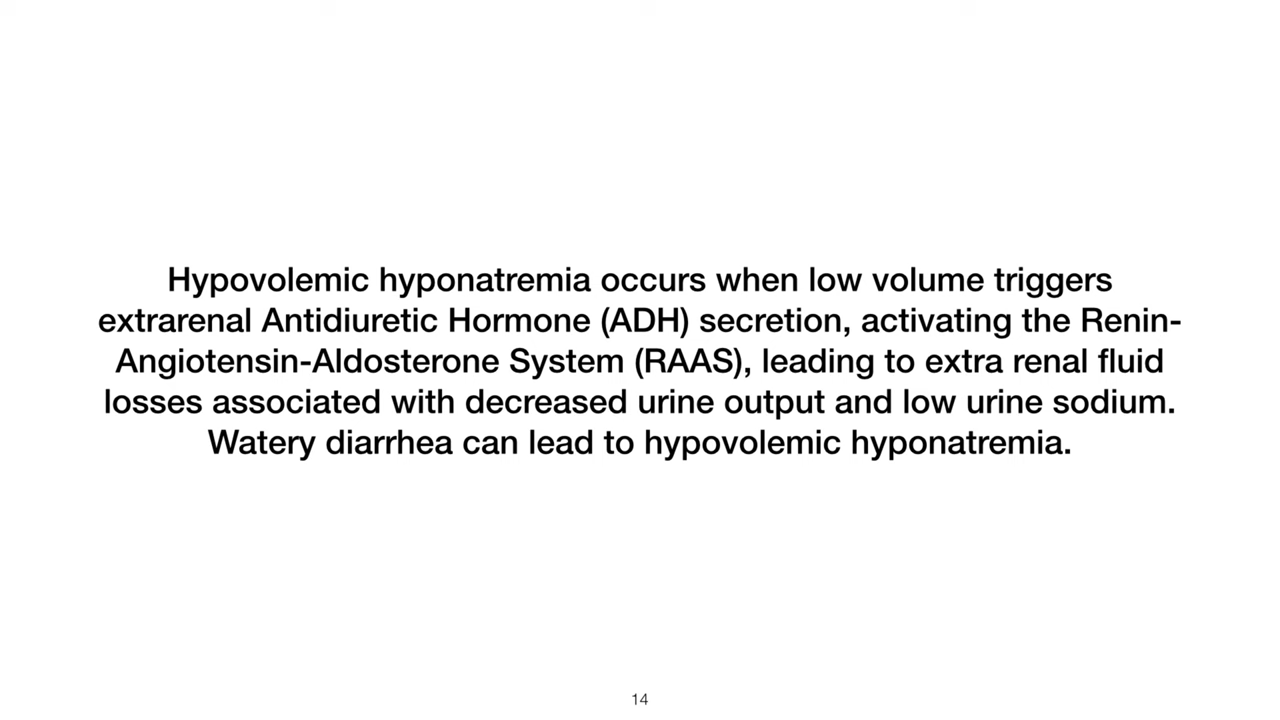 Hypovolemic hyponatremia occurs when low volume triggers
extrarenal Antidiuretic Hormone (ADH) secretion, activating the Renin-
Angiotensin-Aldosterone System (RAAS), leading to extra renal fluid
losses associated with decreased urine output and low urine sodium.
Watery diarrhea can lead to hypovolemic hyponatremia.
14